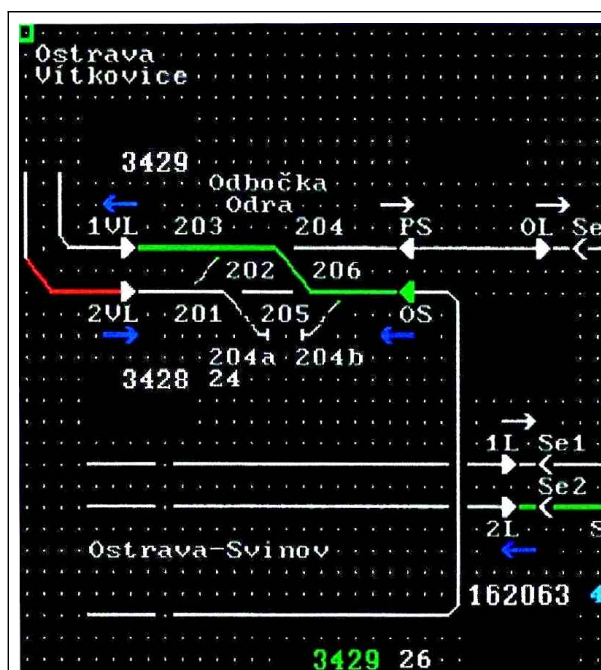 Ostrava
Vítkovice
3429
Odbočka
Odra
1VL 203 204 PS OL Se
202 206
2VL 201 205 OS
204a 204b
3428 24
1L Se1
Se2
2L S
Ostrava-Svinov
162063 4
3429 26